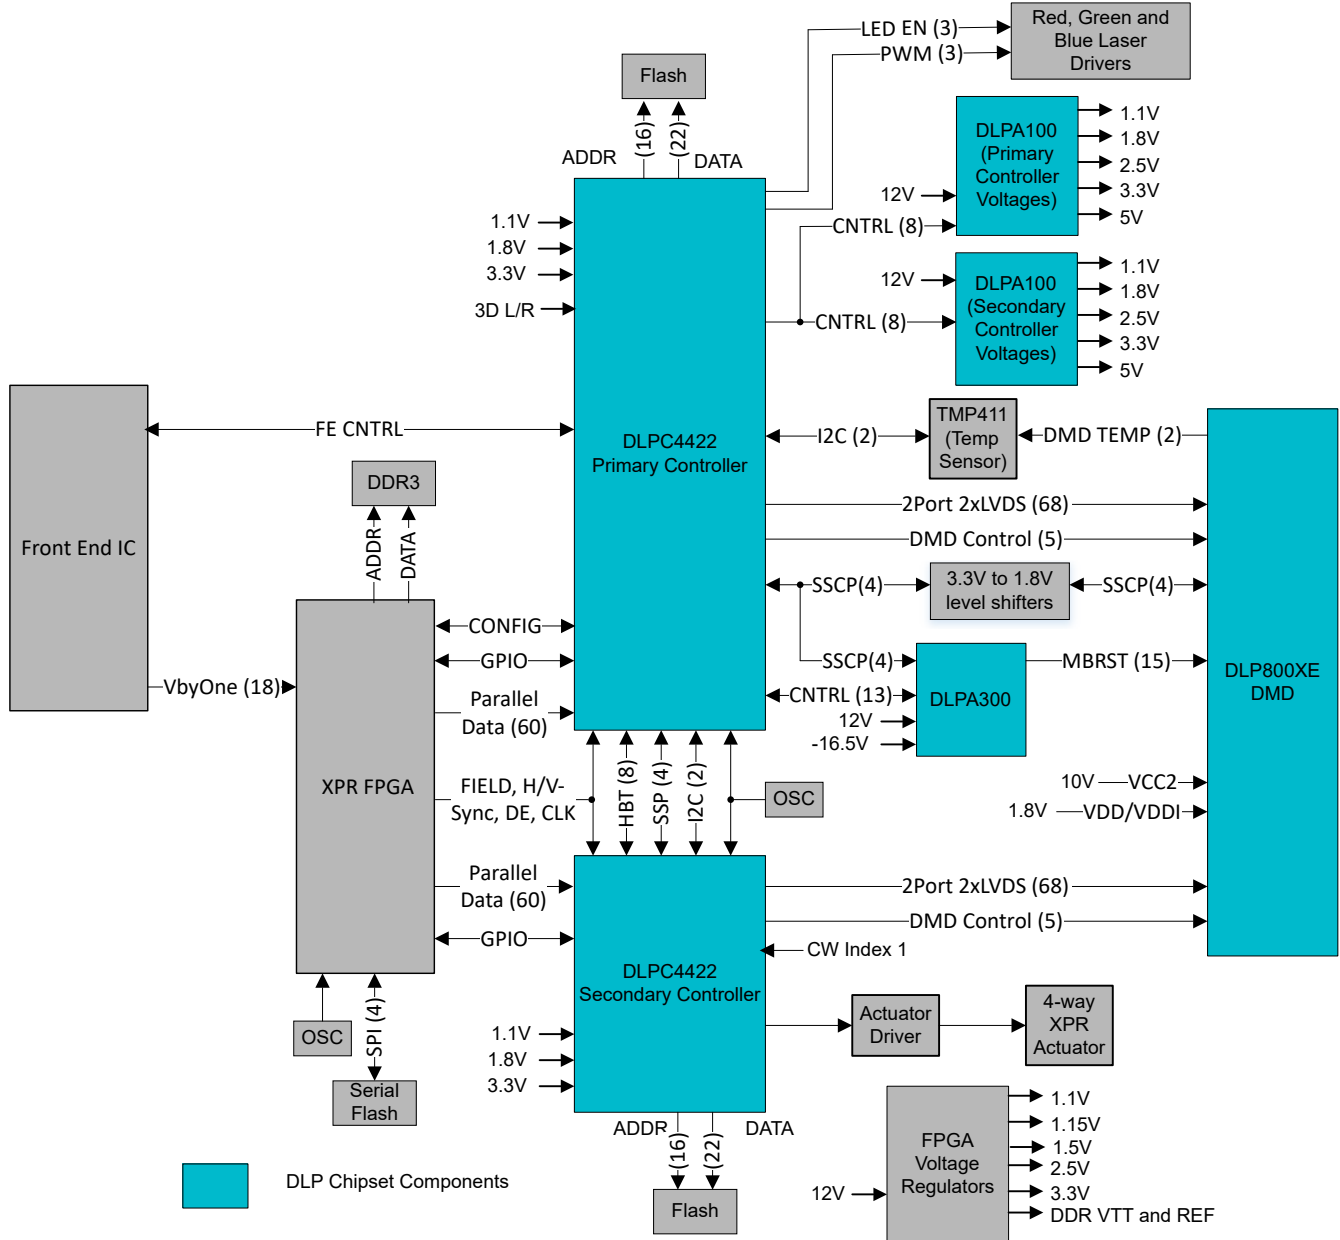 LED EN (3)
PWM (3)
Red, Green and
Blue Laser
Drivers
Flash
(16)
(22)
ADDR
DATA
DLPA100
(Primary
Controller
Voltages)
12V
CNTRL (8)
1.1V
1.8V
2.5V
3.3V
5V
1.1V
1.8V
3.3V
3D L/R
12V
CNTRL (8)
DLPA100
(Secondary
Controller
Voltages)
1.1V
1.8V
2.5V
3.3V
5V
Front End IC
FE CNTRL
DLPC4422
Primary Controller
I2C (2)
TMP411
(Temp
Sensor)
DMD TEMP (2)
DDR3
ADDR
DATA
2Port 2xLVDS (68)
DMD Control (5)
SSCP(4)
3.3V to 1.8V
level shifters
SSCP(4)
CONFIG
GPIO
VbyOne (18)
Parallel
Data (60)
SSCP(4)
CNTRL (13)
12V
-16.5V
DLPA300
MBRST (15)
DLP800XE
DMD
XPR FPGA
FIELD, H/V-
Sync, DE, CLK
HBT (8)
SSP (4)
I2C (2)
OSC
10V
VCC2
1.8V
VDD/VDDI
Parallel
Data (60)
GPIO
2Port 2xLVDS (68)
DMD Control (5)
CW Index 1
DLPC4422
Secondary Controller
OSC
SPI (4)
Serial
Flash
1.1V
1.8V
3.3V
Actuator
Driver
4-way
XPR
Actuator
ADDR
DATA
(16)
(22)
Flash
12V
FPGA
Voltage
Regulators
1.1V
1.15V
1.5V
2.5V
3.3V
DDR VTT and REF
DLP Chipset Components